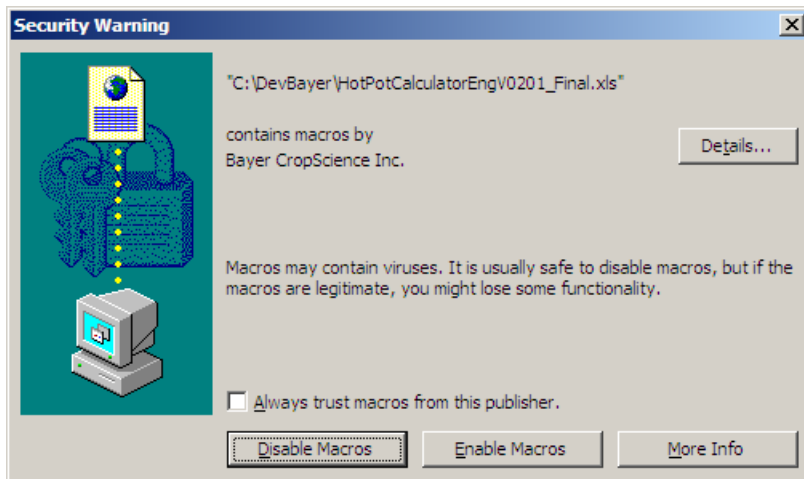 Security Warning
"C:\DevBayer\HotPotCalculatorEngV0201_Final.xls"
contains macros by
Bayer CropScience Inc.
Details...
Macros may contain viruses. It is usually safe to disable macros, but if the
macros are legitimate, you might lose some functionality.
Always trust macros from this publisher.
Disable Macros
Enable Macros
More Info